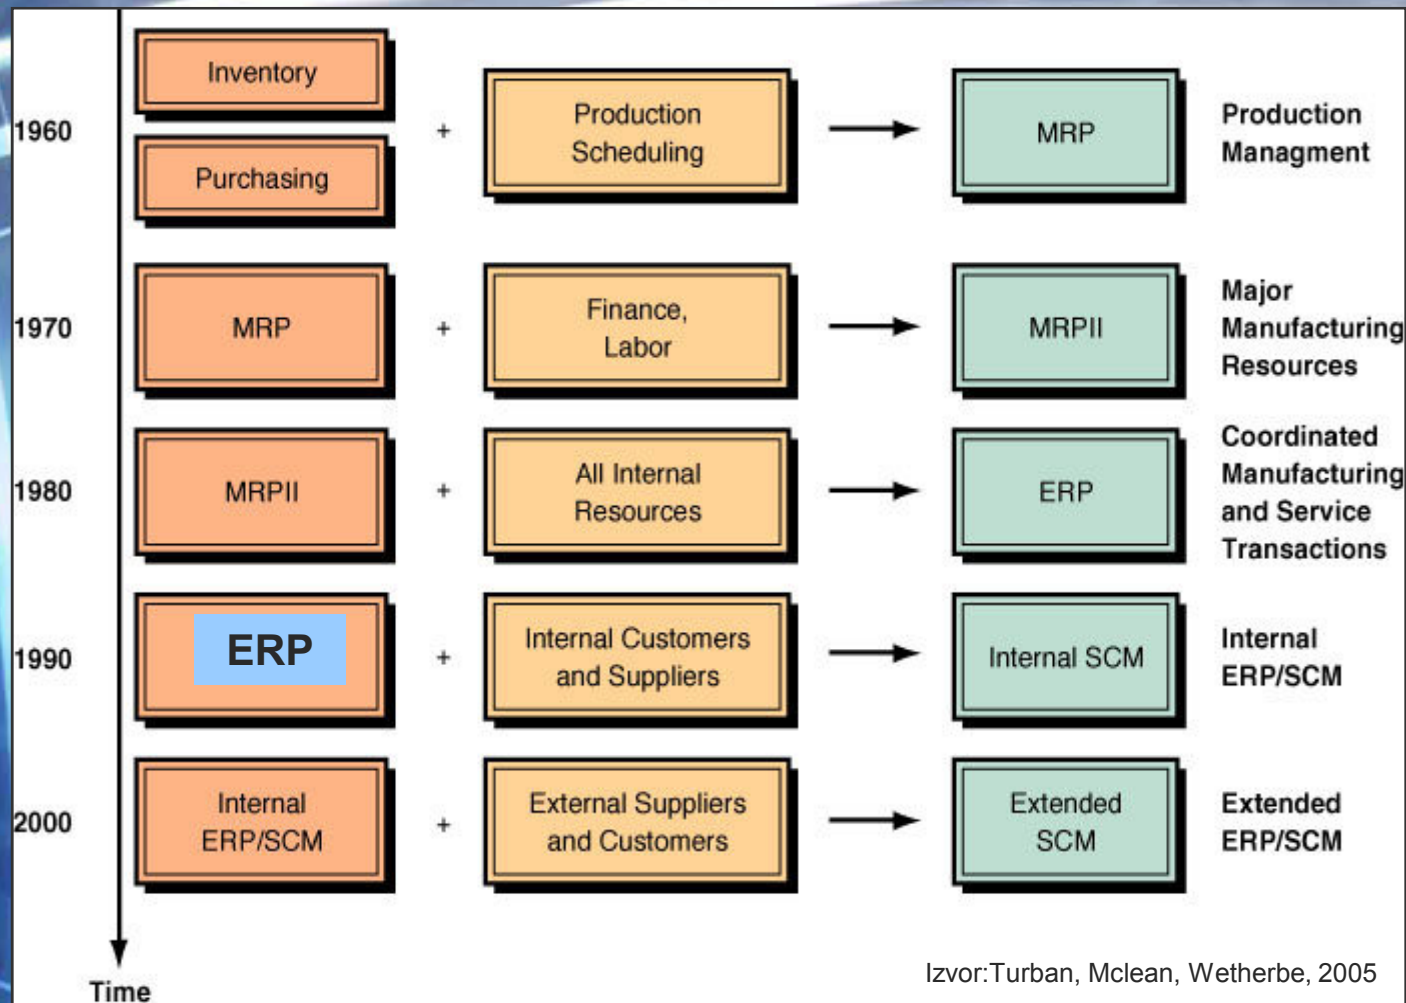 Inventory
1960
Purchasing
+
Production
Scheduling
MRP
Production
Managment
1970
MRP
+
Finance,
Labor
MRPII
Major
Manufacturing
Resources
1980
MRPII
+
All Internal
Resources
ERP
Coordinated
Manufacturing
and Service
Transactions
1990
ERP
+
Internal Customers
and Suppliers
Internal SCM
Internal
ERP/SCM
2000
Internal
ERP/SCM
+
External Suppliers
and Customers
Extended
SCM
Extended
ERP/SCM
Time
Izvor:Turban, Mclean, Wetherbe, 2005